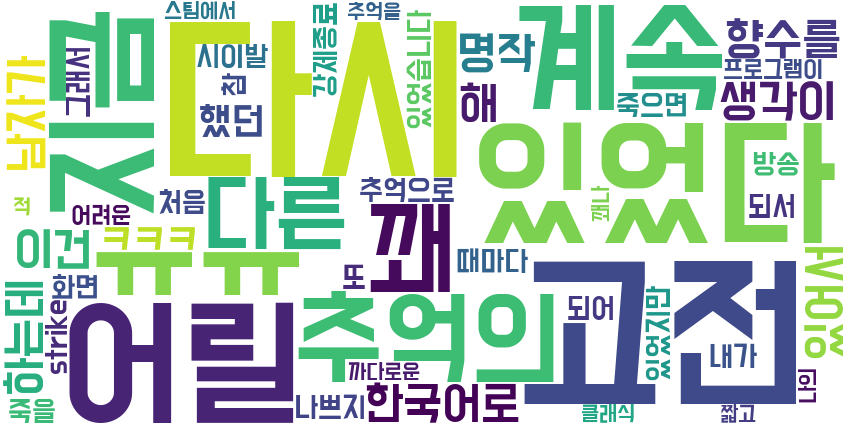 스팀에서
추억을
즘
다시
계속
향수를
남자가
그래서
시이발
강제종료
있었습니다
명작
프로그램이
참
했던
해
죽으면
생각이
지
있었다
방송
적
어려운
처음
다른
추억으로
꽤
꽤나
되서
이건
ㅋㅋㅋ
ㅠㅠ
또
때마다
고전
있어서
하는데
화면
strike
어릴
추억의
되어
있었지만
내가
까다로운
나의
죽을
나쁘지
한국어로
클래식
짧고